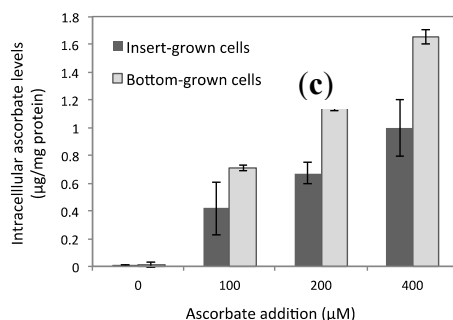 Intracelllular ascorbate levels
(µg/mg protein)
1.8
1.6
1.4
1.2
1
0.8
0.6
0.4
0.2
0
Insert-grown cells
Bottom-grown cells
(c)
0 100 200 400
Ascorbate addition (µM)